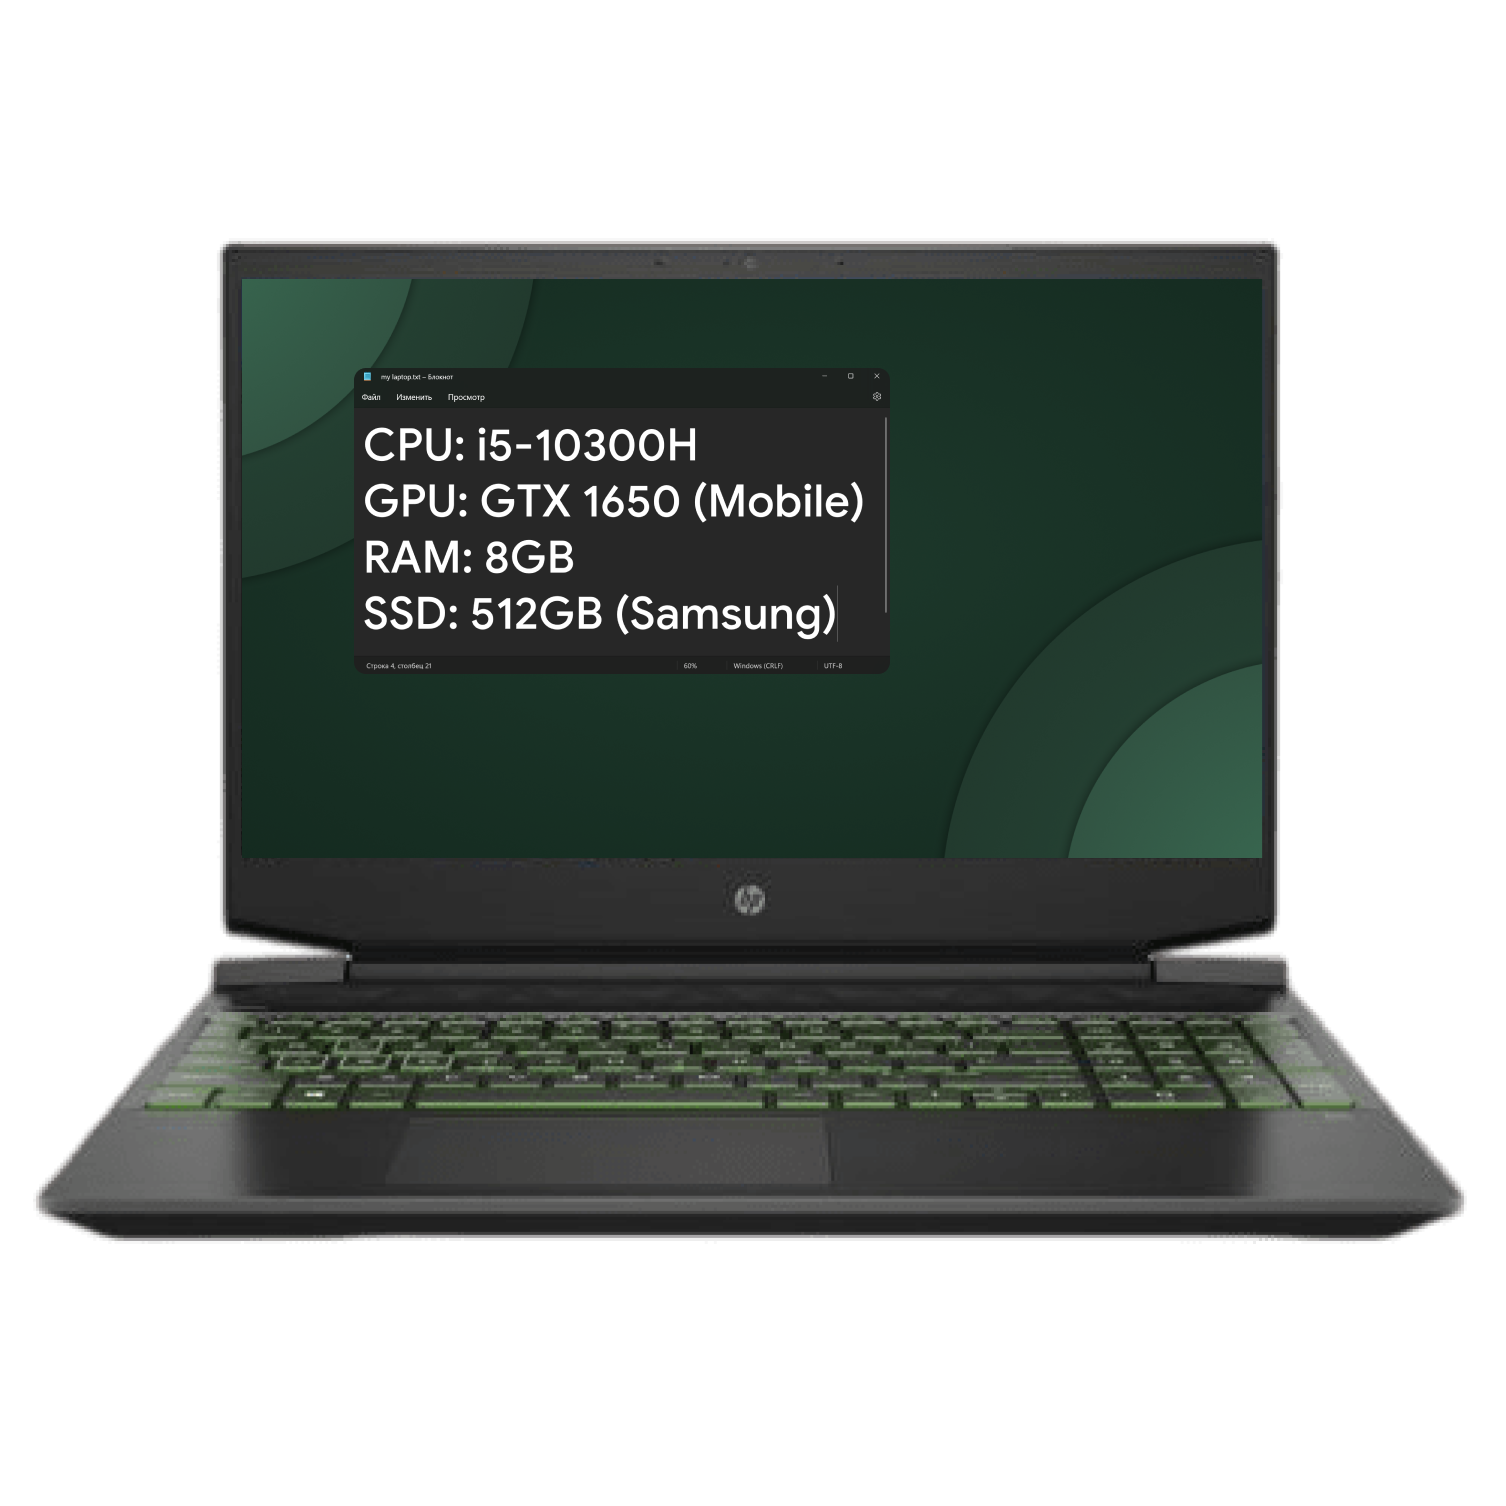 my laptop.txt – Блокнот
Файл Изменить Просмотр
CPU: i5-10300H
GPU: GTX 1650 (Mobile)
RAM: 8GB
SSD: 512GB (Samsung)
Строка 4, столбец 21 60% Windows (CRLF) UTF-8
hp